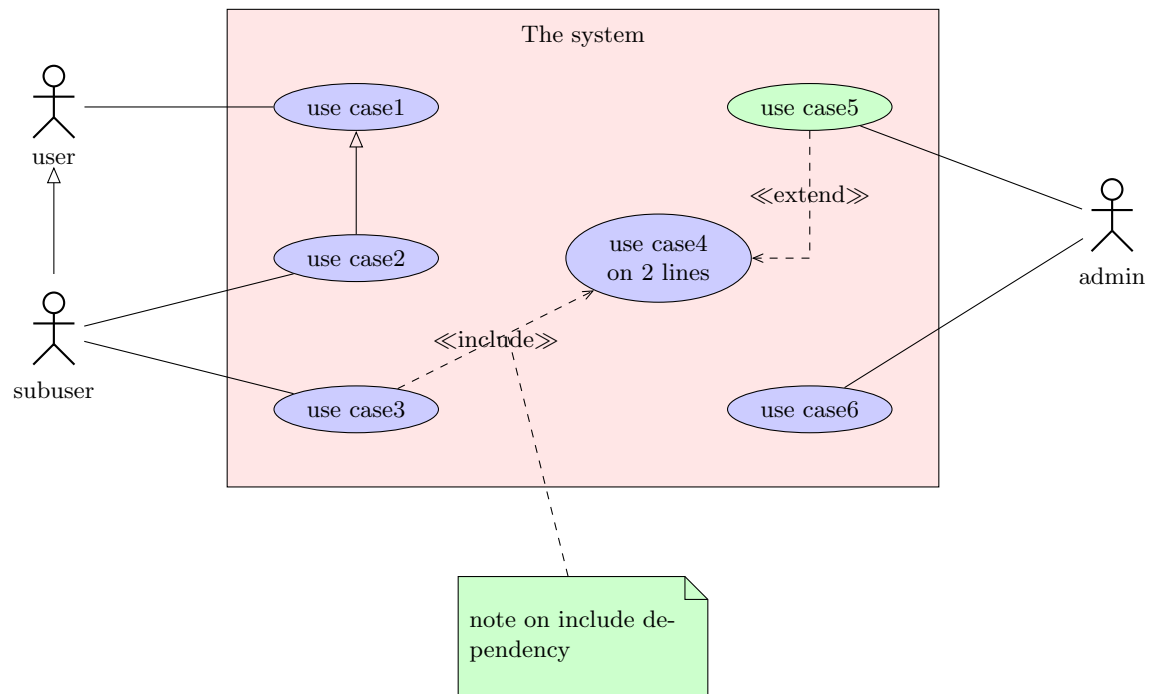 The system
user
use case1
use case5
≪extend≫
use case2
use case4
on 2 lines
admin
≪include≫
subuser
use case3
use case6
note on include de-
pendency